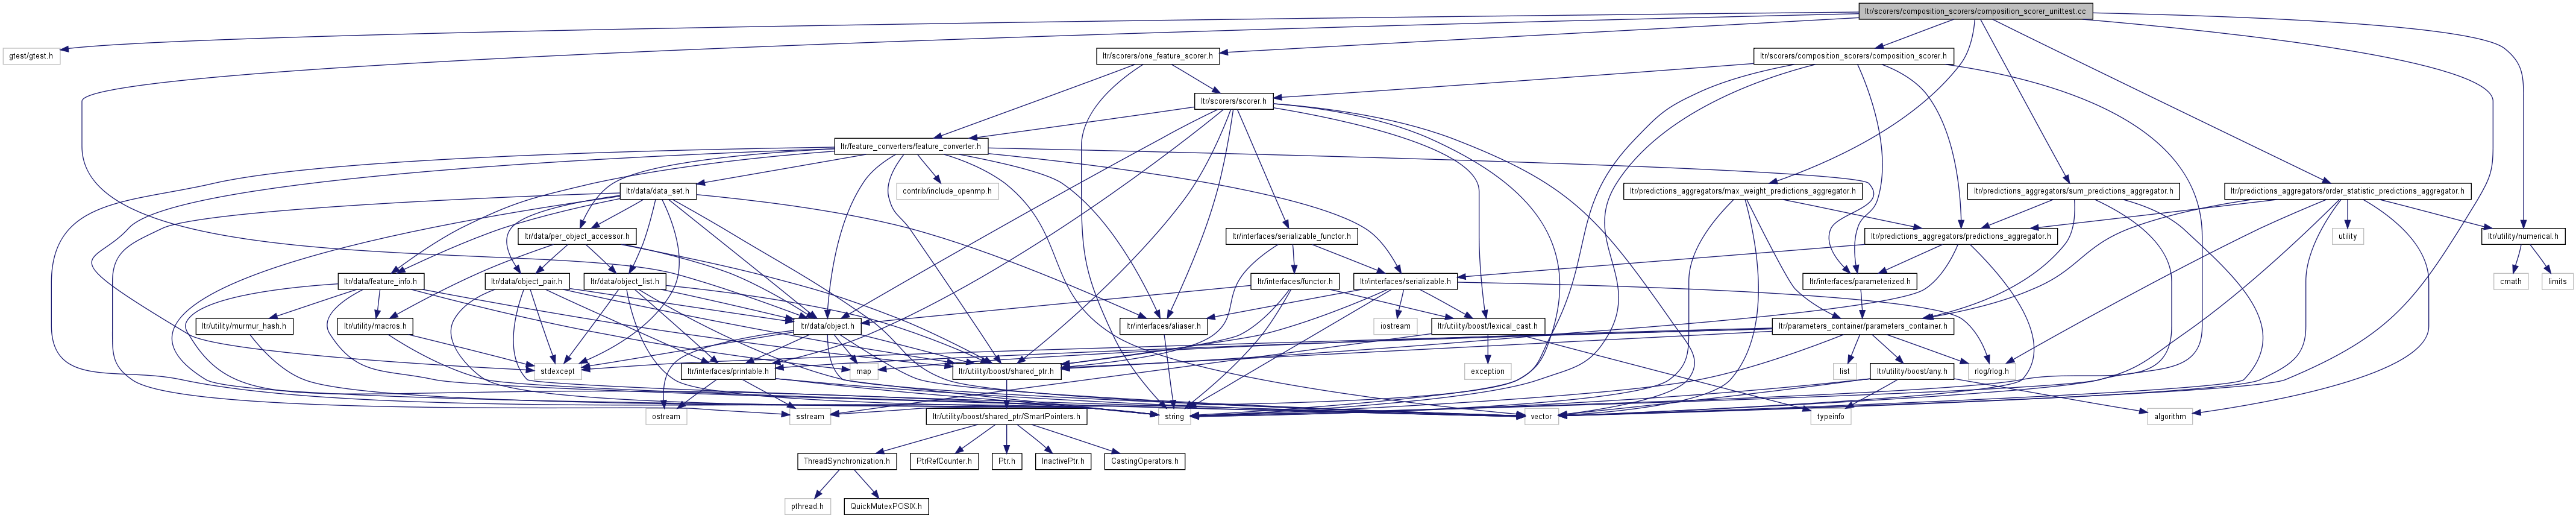 ltr/scorers/composition_scorers/composition_scorer_unittest.cc
gtest/gtest.h
ltr/scorers/one_feature_scorer.h
ltr/scorers/composition_scorers/composition_scorer.h
ltr/scorers/scorer.h
ltr/feature_converters/feature_converter.h
ltr/data/data_set.h
contrib/include_openmp.h
ltr/predictions_aggregators/max_weight_predictions_aggregator.h
ltr/predictions_aggregators/sum_predictions_aggregator.h
ltr/predictions_aggregators/order_statistic_predictions_aggregator.h
ltr/data/per_object_accessor.h
ltr/interfaces/serializable_functor.h
ltr/predictions_aggregators/predictions_aggregator.h
utility
ltr/utility/numerical.h
ltr/data/feature_info.h
ltr/data/object_pair.h
ltr/data/object_list.h
ltr/interfaces/functor.h
ltr/interfaces/serializable.h
ltr/interfaces/parameterized.h
cmath
limits
ltr/utility/murmur_hash.h
ltr/utility/macros.h
ltr/data/object.h
ltr/interfaces/aliaser.h
iostream
ltr/utility/boost/lexical_cast.h
ltr/parameters_container/parameters_container.h
stdexcept
ltr/interfaces/printable.h
map
ltr/utility/boost/shared_ptr.h
exception
list
ltr/utility/boost/any.h
rlog/rlog.h
ostream
sstream
ltr/utility/boost/shared_ptr/SmartPointers.h
string
vector
typeinfo
algorithm
ThreadSynchronization.h
PtrRefCounter.h
Ptr.h
InactivePtr.h
CastingOperators.h
pthread.h
QuickMutexPOSIX.h